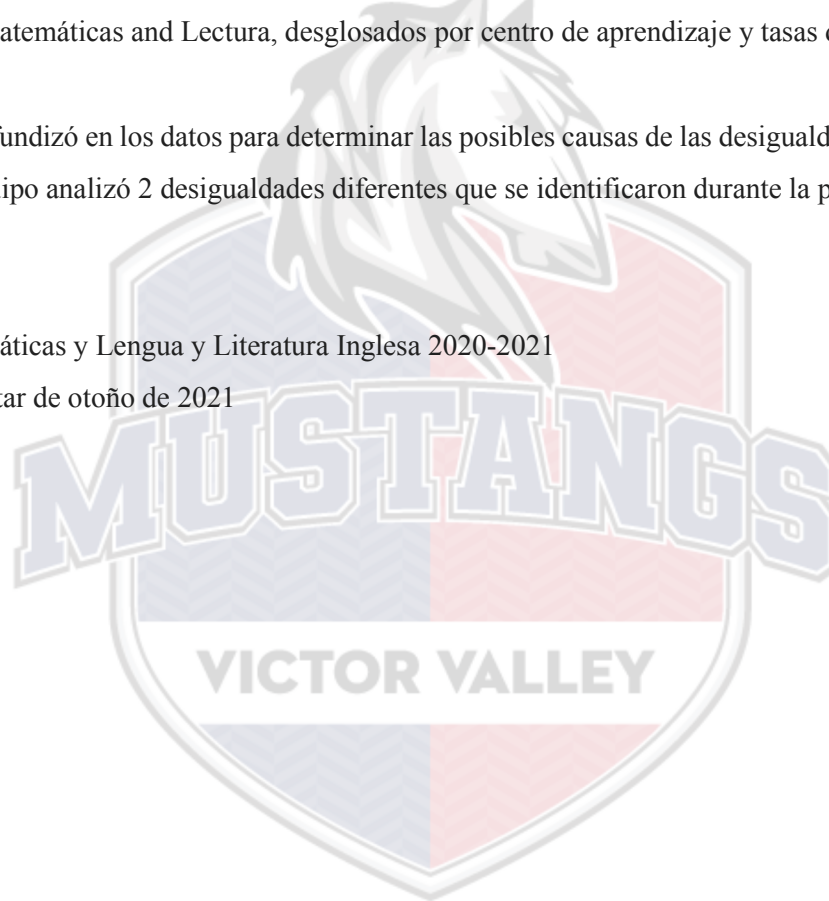 atemáticas and Lectura, desglosados por centro de aprendizaje y tasas
fundizó en los datos para determinar las posibles causas de las desiguald
ipo analizó 2 desigualdades diferentes que se identificaron durante la p
áticas y Lengua y Literatura Inglesa 2020-2021
tar de otoño de 2021
MUSTANGS
VICTOR VALLEY